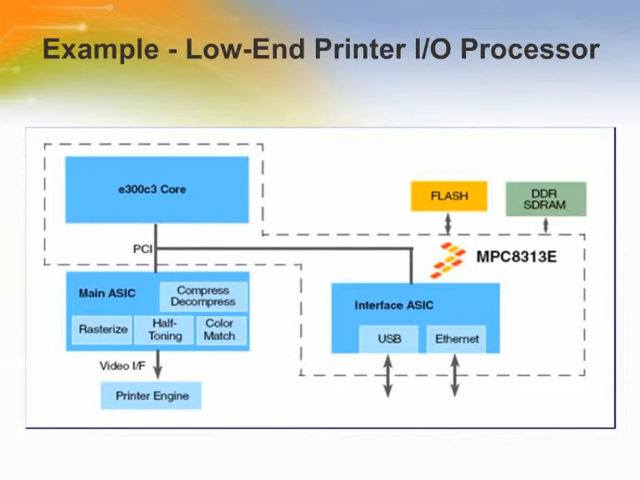 Example - Low-End Printer I/O Processor
e300c3 Core
FLASH
DDR
SDRAM
PCI
MPC8313E
Main ASIC
Compress
Decompress
Rasterize
Half-
Toning
Color
Match
Interface ASIC
USB
Ethernet
Video I/F
Printer Engine